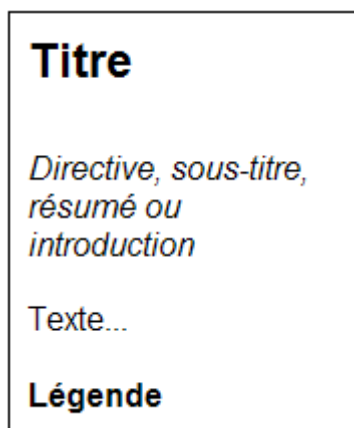 Titre
Directive, sous-titre,
résumé ou
introduction
Texte...
Légende